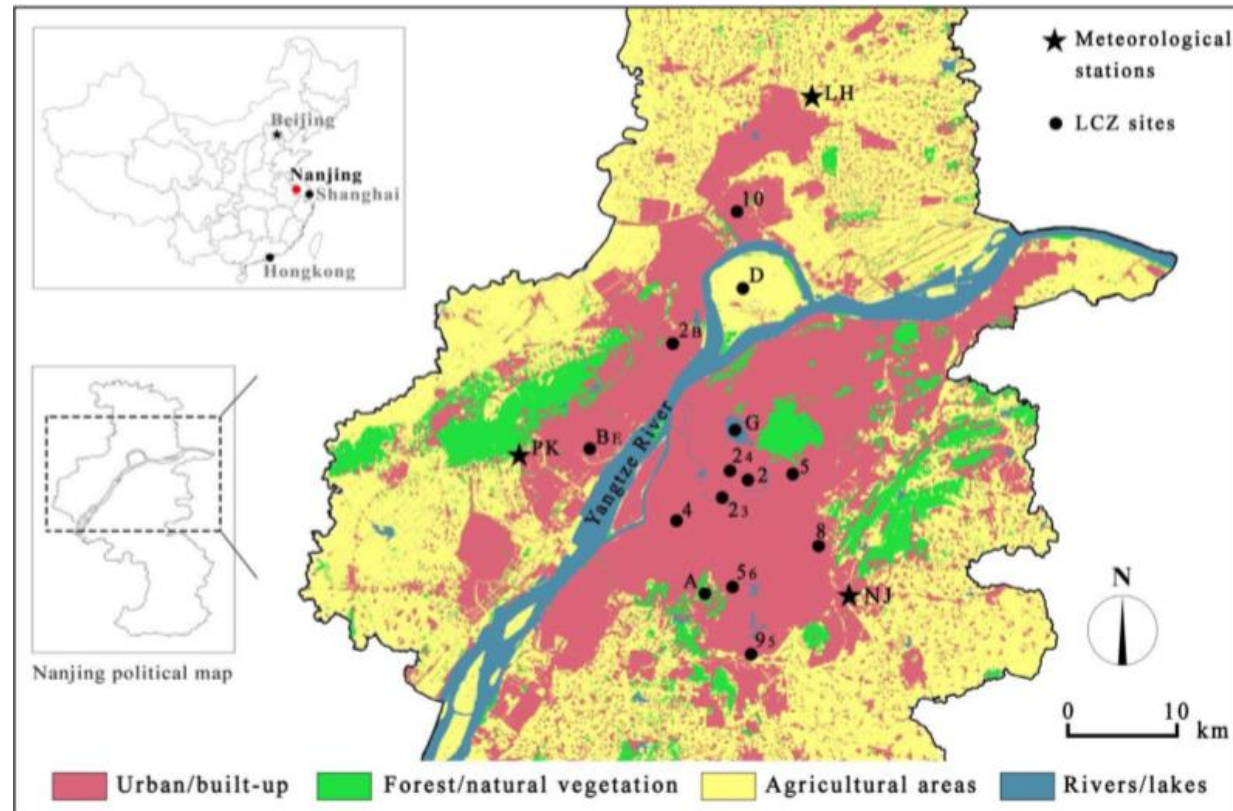 Beijing
Nanjing
Shanghai
Hongkong
Nanjing political map
Meteorological
stations
LCZ sites
LH
10
D
2B
G
BE
PK
24
2
5
23
4
8
A
56
NJ
95
Yangtze River
N
0 10
km
Urban/built-up Forest/natural vegetation Agricultural areas Rivers/lakes